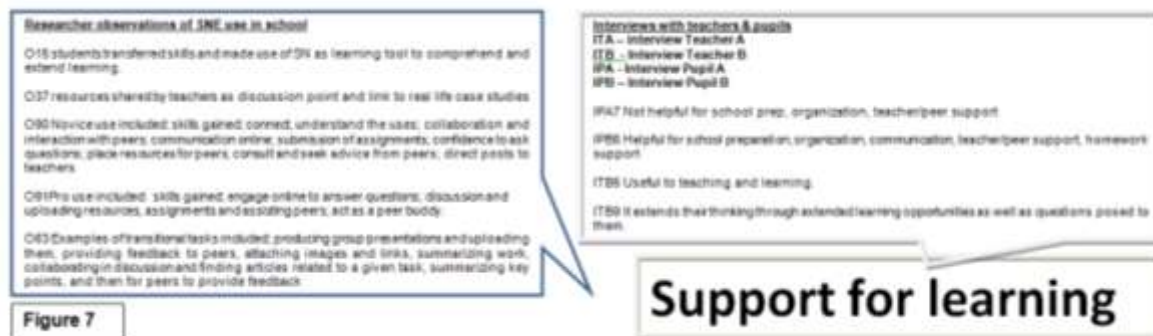 Researcher observations of SNE use in school
O15 students transferred skills and made use of SN as learning tool to comprehend and
extend learning.
O37 resources shared by teachers as discussion point and link to real life case studies
O90 Novice use included: skills gained; connect; understand the uses; collaboration and
interaction with peers; communication online; submission of assignments; confidence to ask
questions; place resources for peers; consult and seek advice from peers; direct posts to
teachers
O91Pro use included: skills gained; engage online to answer questions; discussion and
uploading resources, assignments and assisting peers; act as a peer buddy.
O63 Examples of transitional tasks included: producing group presentations and uploading
them, providing feedback to peers, attaching images and links, summarizing work,
collaborating in discussion and finding articles related to a given task, summarizing key
points, and then for peers to provide feedback
Figure 7
Interviews with teachers & pupils
ITA – Interview Teacher A
ITB - Interview Teacher B
IPA - Interview Pupil A
IPB – Interview Pupil B
IPA7 Not helpful for school prep, organization, teacher/peer support
IPB6 Helpful for school preparation, organization, communication, teacher/peer support, homework
support
ITB6 Useful to teaching and learning.
ITB9 It extends their thinking through extended learning opportunities as well as questions posed to
them.
Support for learning